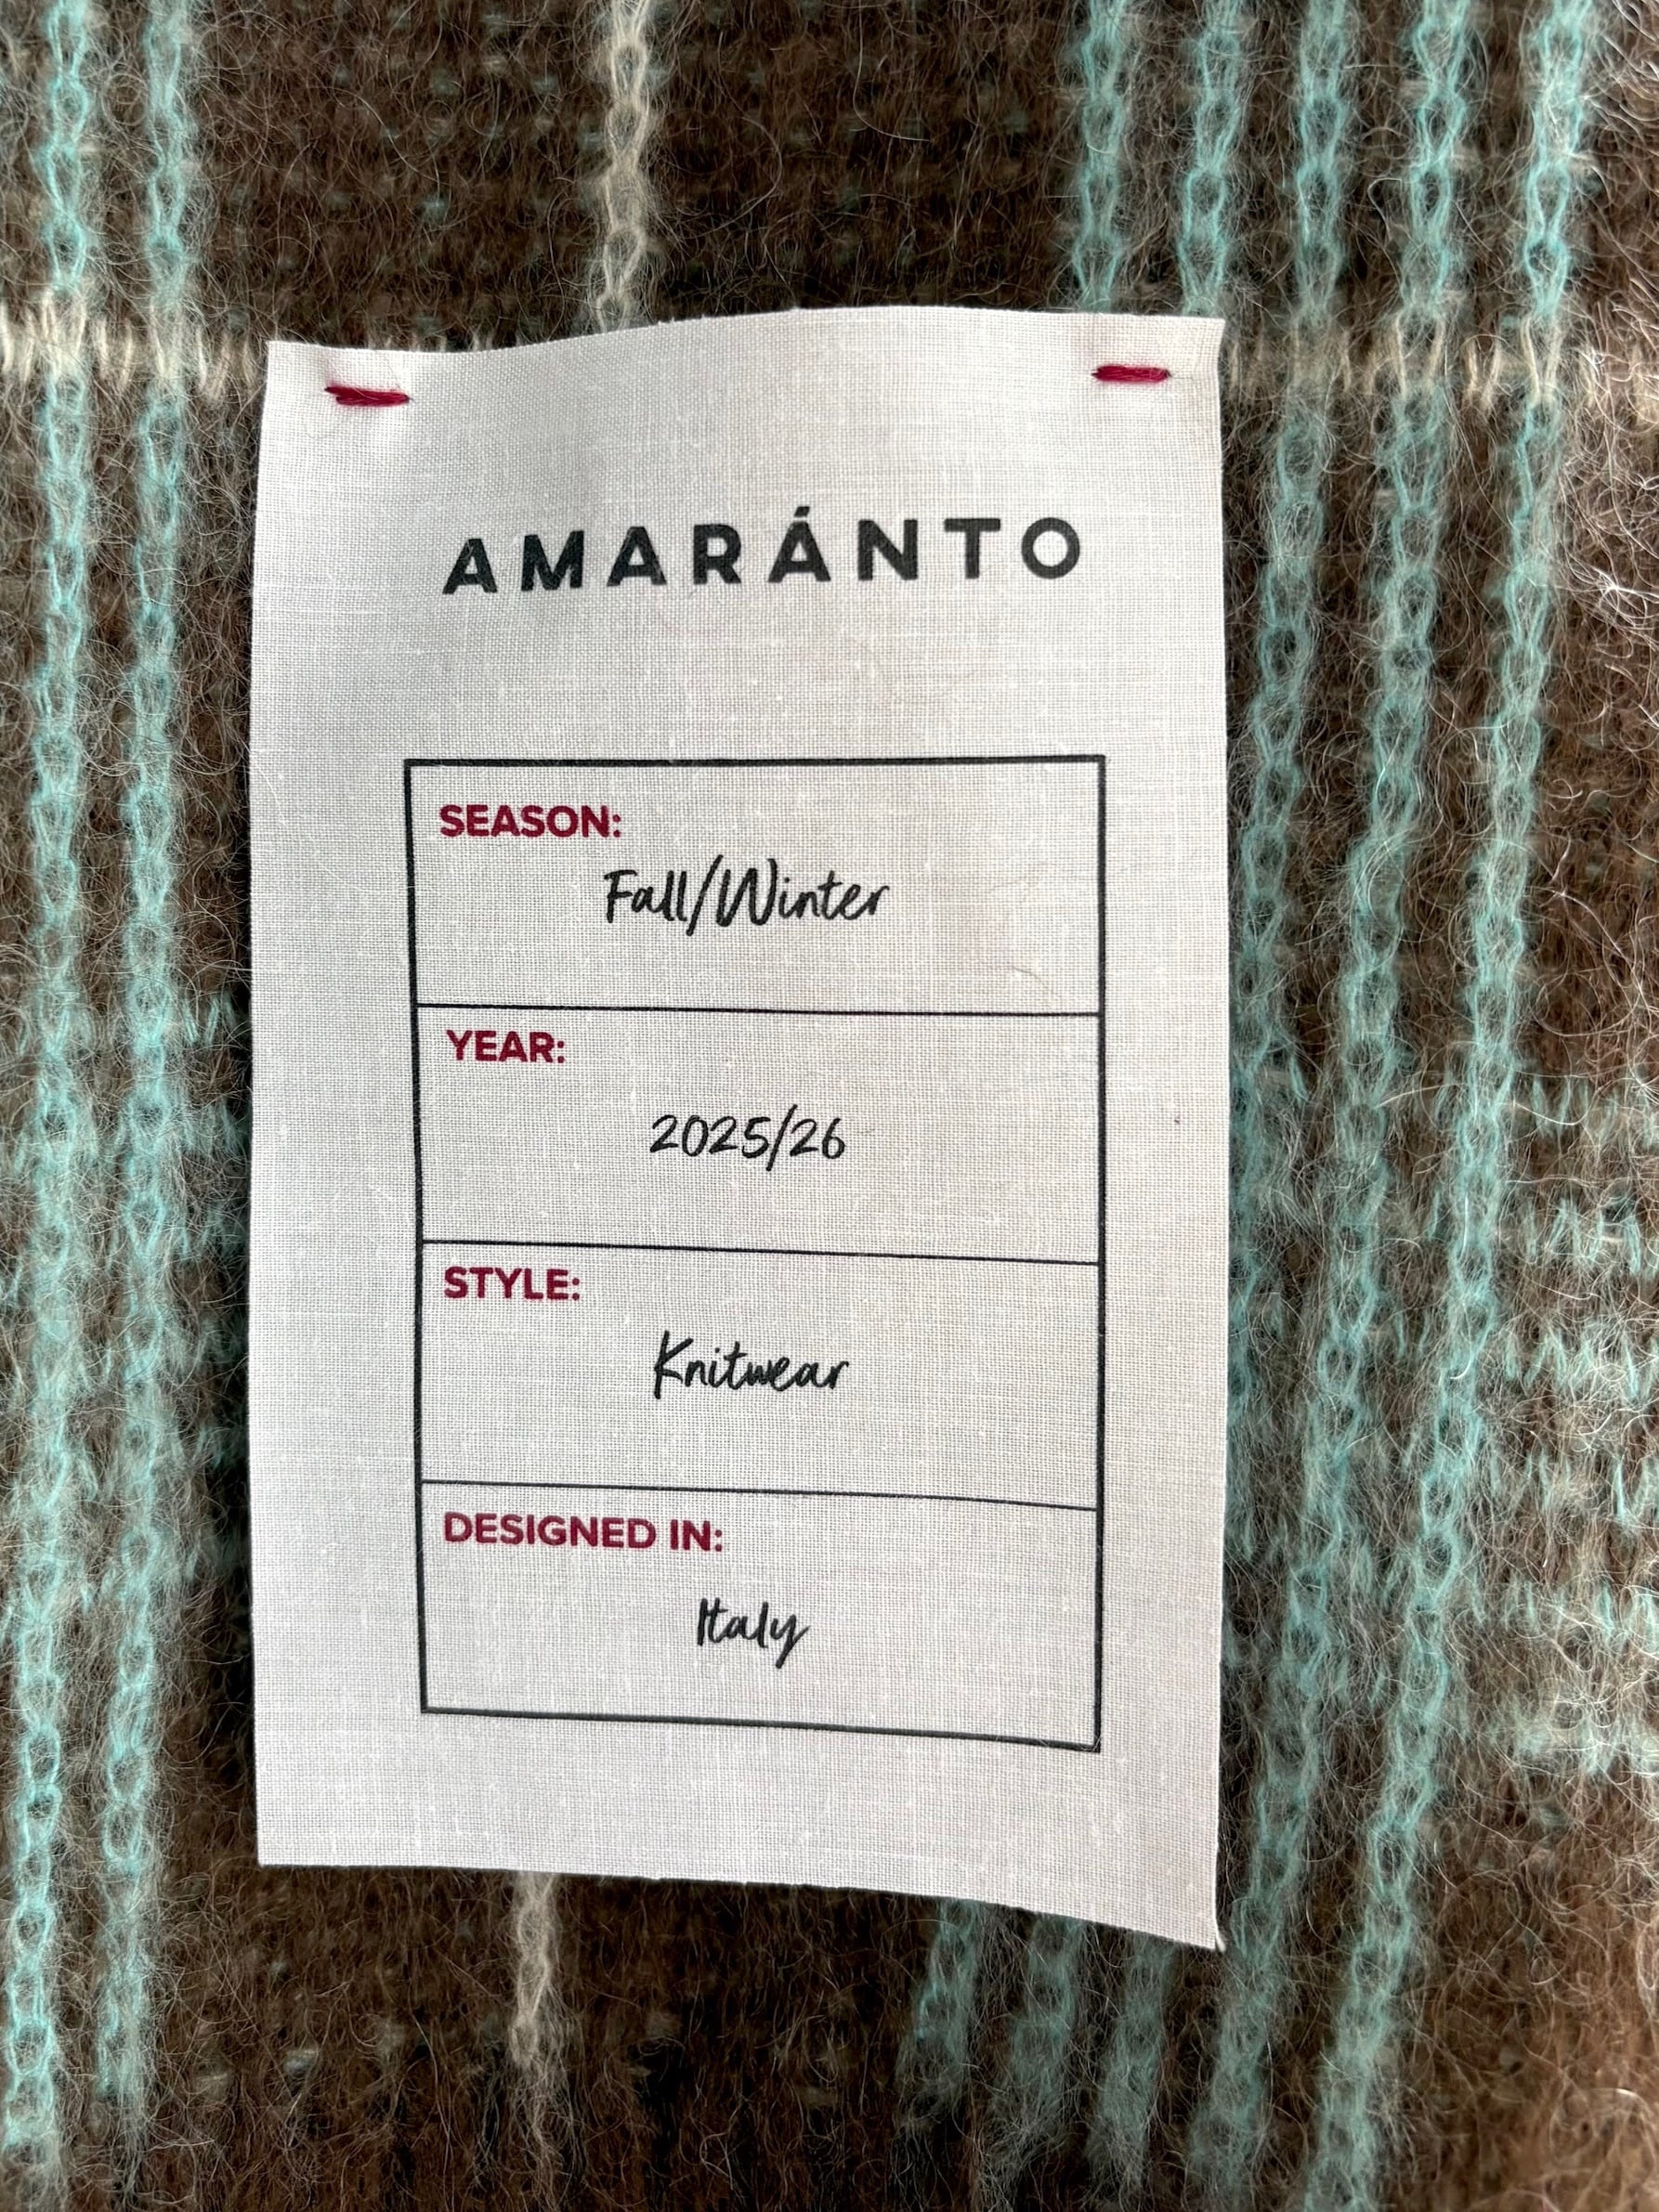 AMARÁNTO
SEASON:
Fall/Winter
YEAR:
2025/26
STYLE:
Knitwear
DESIGNED IN:
Italy